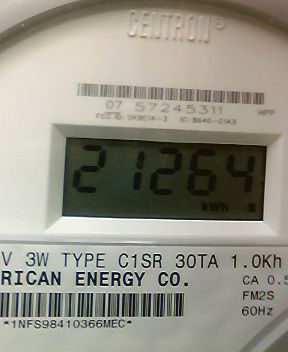 CENTRON®
07 57245311
HPP
FCC ID: SK9C1A-3 IC: 864G-C1A3
21264
kWh
V 3W TYPE C1SR 30TA 1.0Kh
RICAN ENERGY CO.
CA 0.5
FM2S
60Hz
*1NFS98410366MEC*